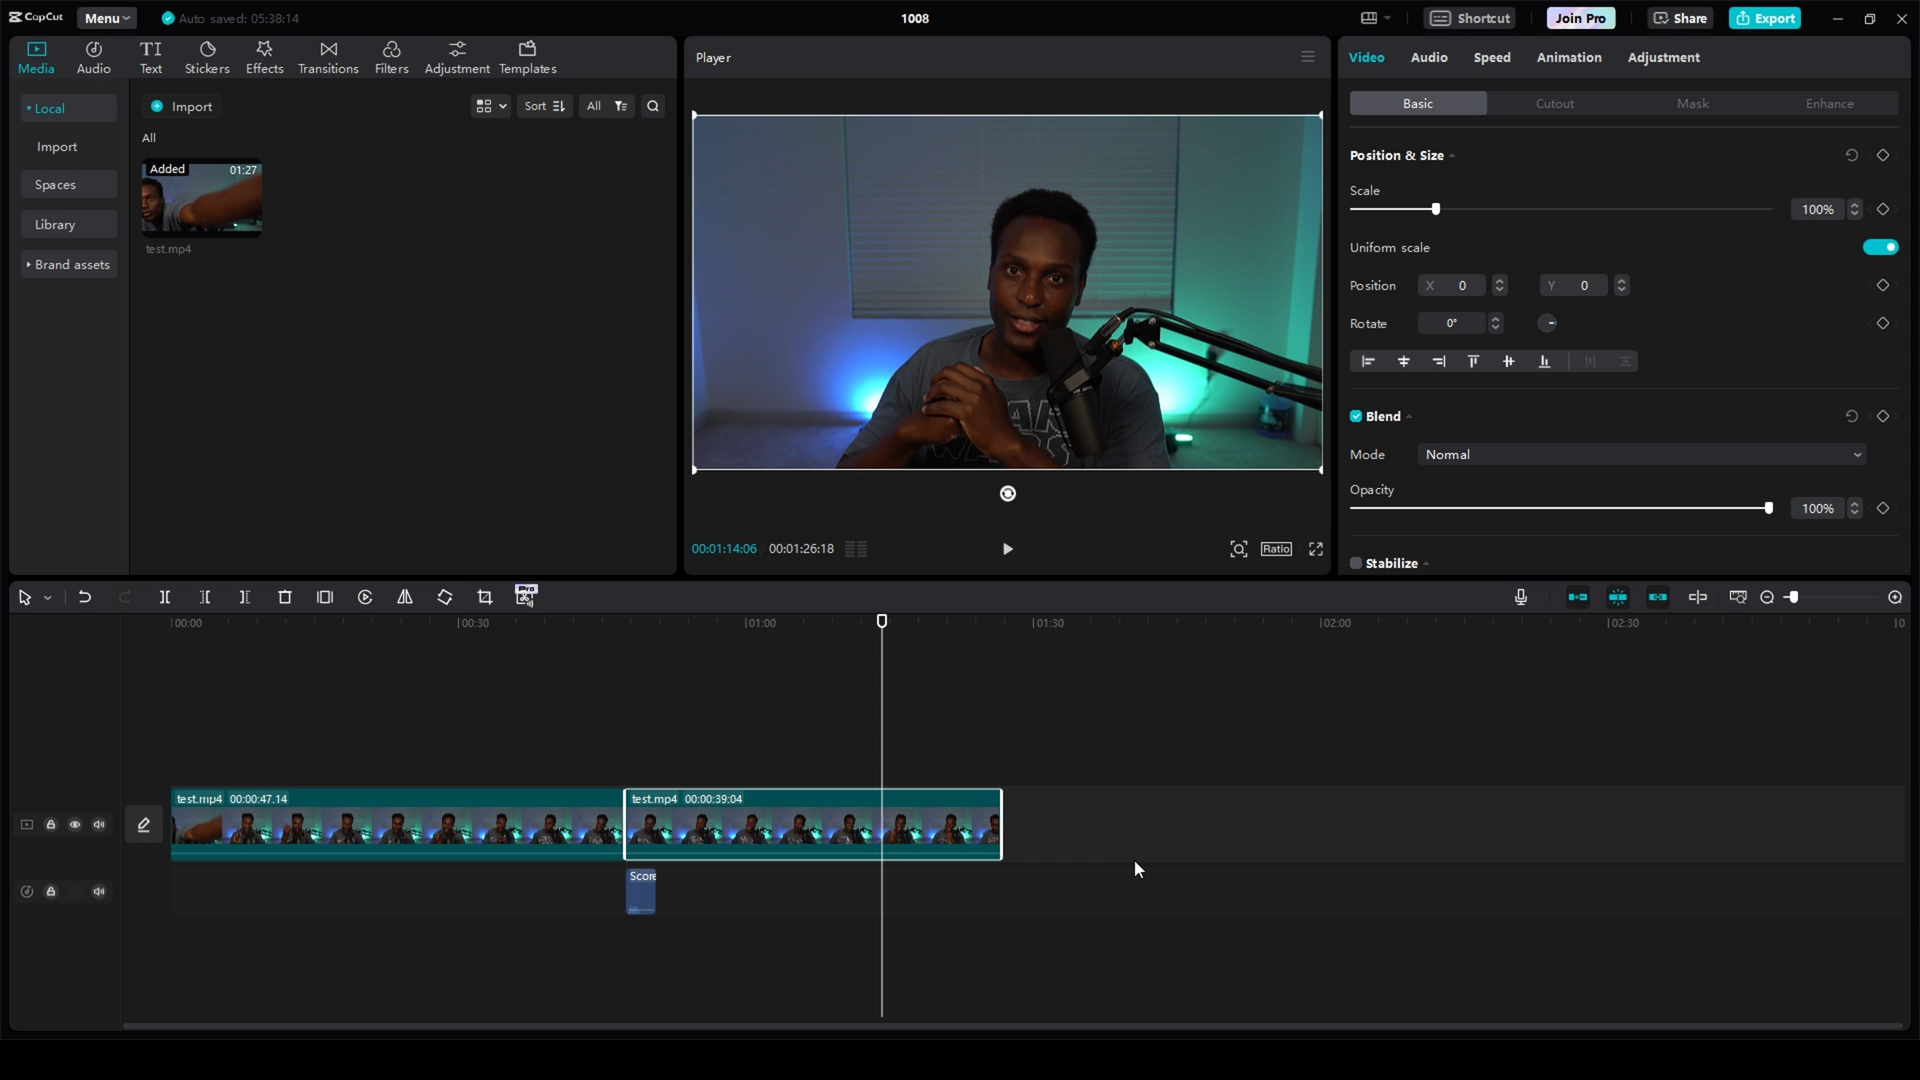 CapCut Menu Auto saved: 05:38:14 1008 Shortcut Join Pro Share Export
Media Audio Text Stickers Effects Transitions Filters Adjustment Templates
Local
Import
Spaces
Library
Brand assets
Import Sort All
All
Added 01:27
test.mp4
Player
00:01:14:06 00:01:26:18 Ratio
Video Audio Speed Animation Adjustment
Basic Cutout Mask Enhance
Position & Size
Scale
100%
Uniform scale
Position X 0 Y 0
Rotate 0°
Blend
Mode Normal
Opacity
100%
Stabilize
Pro
00:00 00:30 01:00 01:30 02:00 02:30 0
test.mp4 00:00:47.14 test.mp4 00:00:39:04
Score